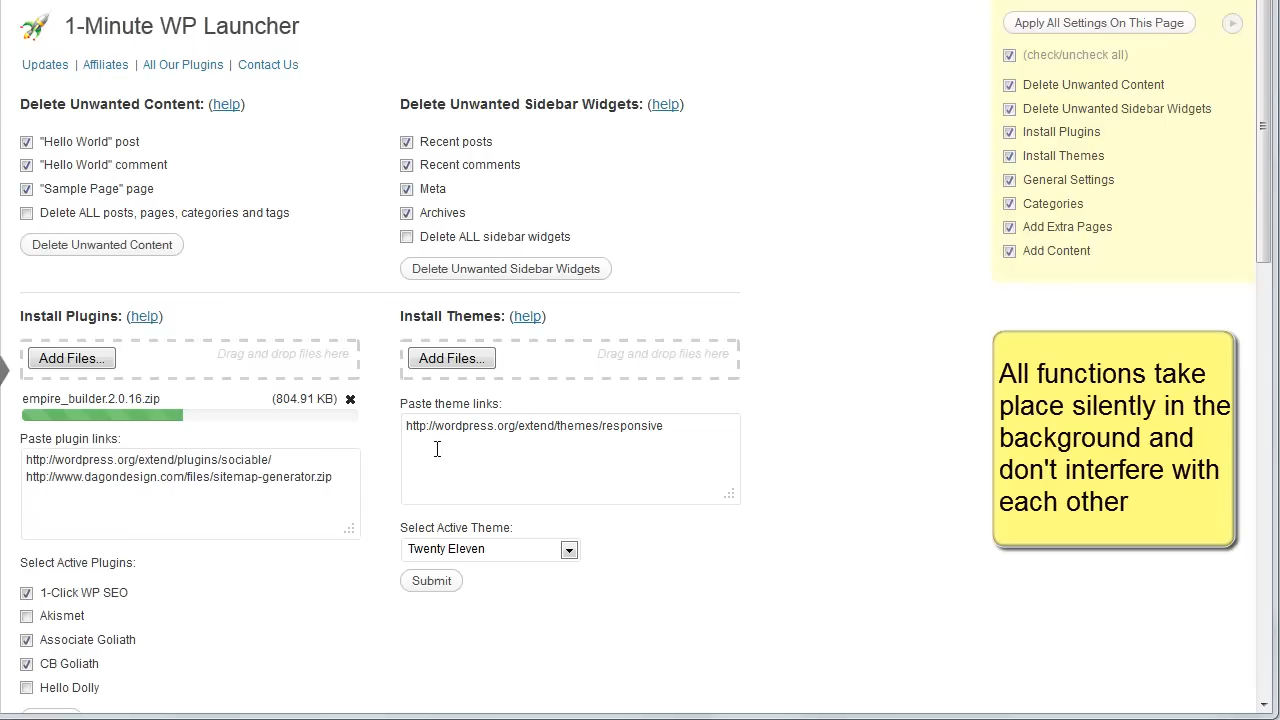 1-Minute WP Launcher
Updates | Affiliates | All Our Plugins | Contact Us
Delete Unwanted Content: (help)
"Hello World" post
"Hello World" comment
"Sample Page" page
Delete ALL posts, pages, categories and tags
Delete Unwanted Content
Delete Unwanted Sidebar Widgets: (help)
Recent posts
Recent comments
Meta
Archives
Delete ALL sidebar widgets
Delete Unwanted Sidebar Widgets
Install Plugins: (help)
Add Files...
Drag and drop files here
empire_builder.2.0.16.zip (804.91 KB)
Paste plugin links:
http://wordpress.org/extend/plugins/sociable/
http://www.dagondesign.com/files/sitemap-generator.zip
Select Active Plugins:
1-Click WP SEO
Akismet
Associate Goliath
CB Goliath
Hello Dolly
Install Themes: (help)
Add Files...
Drag and drop files here
Paste theme links:
http://wordpress.org/extend/themes/responsive
Select Active Theme:
Twenty Eleven
Submit
Apply All Settings On This Page
(check/uncheck all)
Delete Unwanted Content
Delete Unwanted Sidebar Widgets
Install Plugins
Install Themes
General Settings
Categories
Add Extra Pages
Add Content
All functions take
place silently in the
background and
don't interfere with
each other